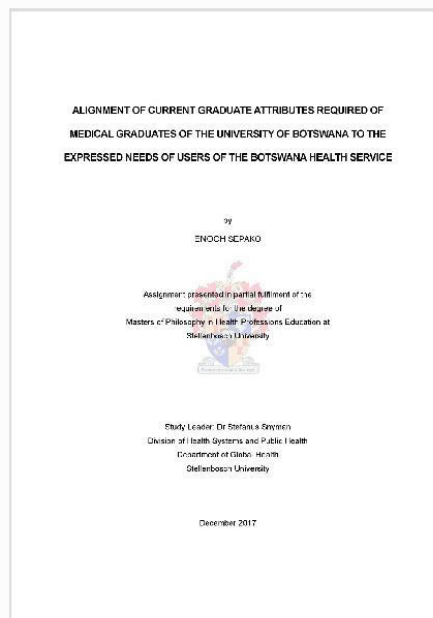 ALIGNMENT OF CURRENT GRADUATE ATTRIBUTES REQUIRED OF
MEDICAL GRADUATES OF THE UNIVERSITY OF BOTSWANA TO THE
EXPRESSED NEEDS OF USERS OF THE BOTSWANA HEALTH SERVICE
by
ENOCH SEPAKO
Assignment presented in partial fulfilment of the
requirements for the degree of
Masters of Philosophy in Health Professions Education at
Stellenbosch University
Study Leader: Dr Stefanus Snyman
Division of Health Systems and Public Health
Department of Global Health
Stellenbosch University
December 2017